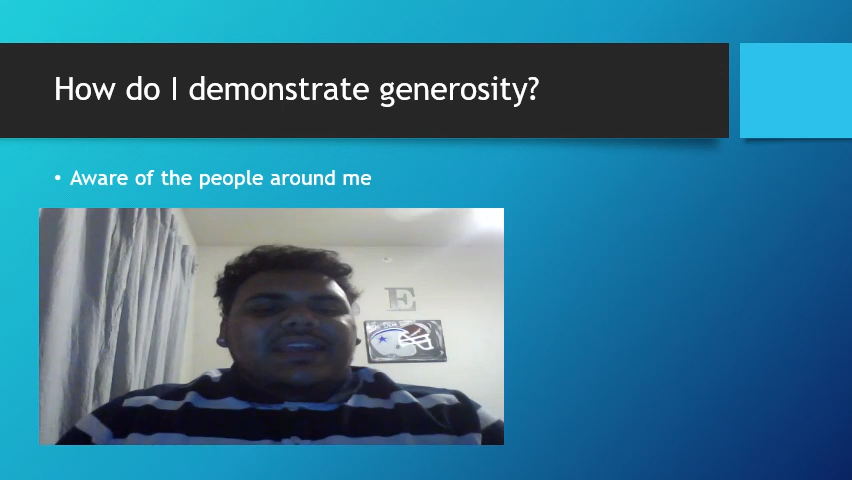 How do I demonstrate generosity?
• Aware of the people around me
E